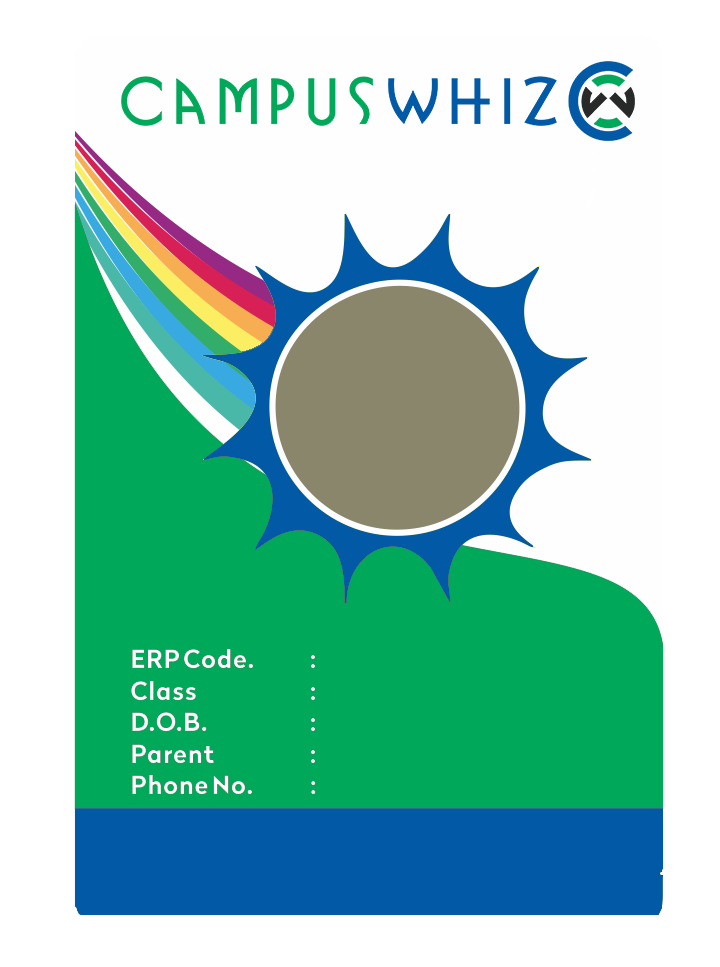 CAMPUSWHIZ
ERP Code. :
Class :
D.O.B. :
Parent :
Phone No. :